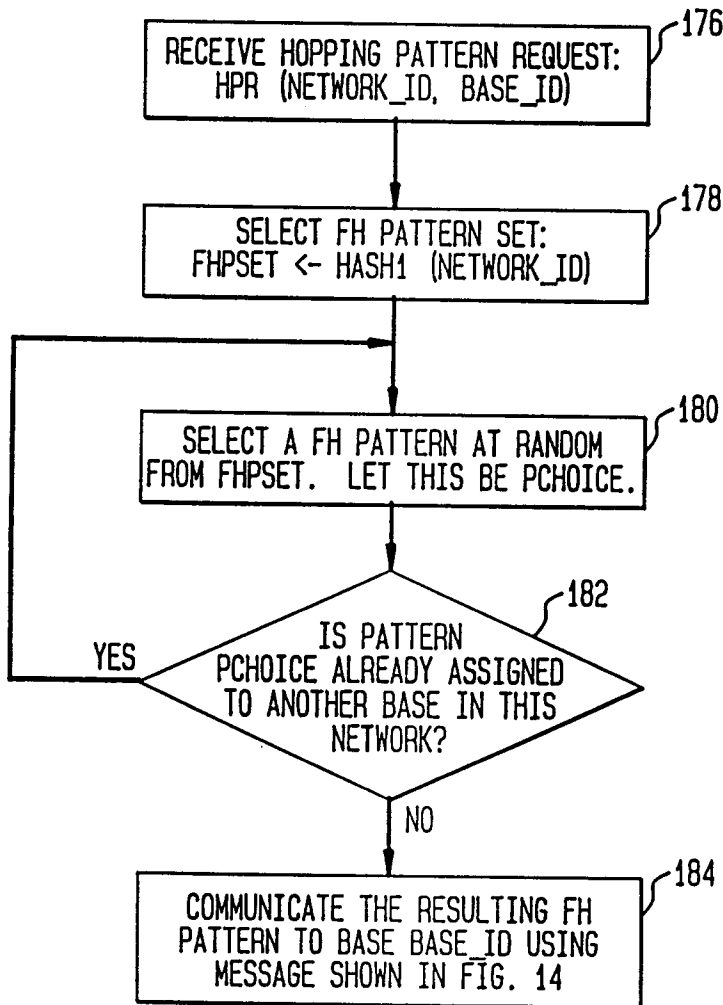 RECEIVE HOPPING PATTERN REQUEST:
HPR (NETWORK_ID, BASE_ID)
176
SELECT FH PATTERN SET:
FHPSET <- HASH1 (NETWORK_ID)
178
SELECT A FH PATTERN AT RANDOM
FROM FHPSET. LET THIS BE PCHOICE.
180
IS PATTERN
PCHOICE ALREADY ASSIGNED
TO ANOTHER BASE IN THIS
NETWORK?
182
YES
NO
COMMUNICATE THE RESULTING FH
PATTERN TO BASE BASE_ID USING
MESSAGE SHOWN IN FIG. 14
184